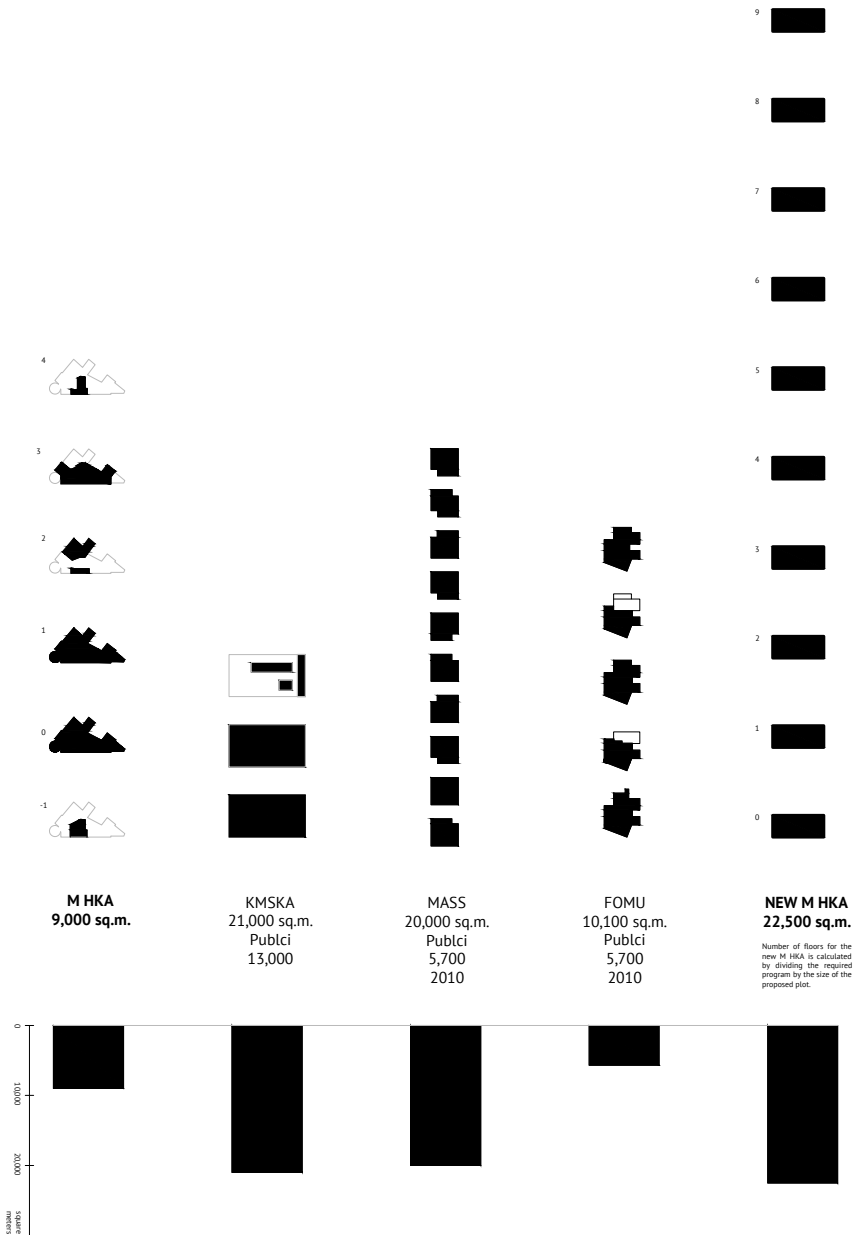 9
8
7
6
5
4
3
2
1
0
4
3
2
1
0
-1
M HKA
9,000 sq.m.
KMSKA
21,000 sq.m.
Publci
13,000
MASS
20,000 sq.m.
Publci
5,700
2010
FOMU
10,100 sq.m.
Publci
5,700
2010
NEW M HKA
22,500 sq.m.
Number of floors for the
new M HKA is calculated
by dividing the required
program by the size of the
proposed plot.
0
10,000
20,000
square
meters